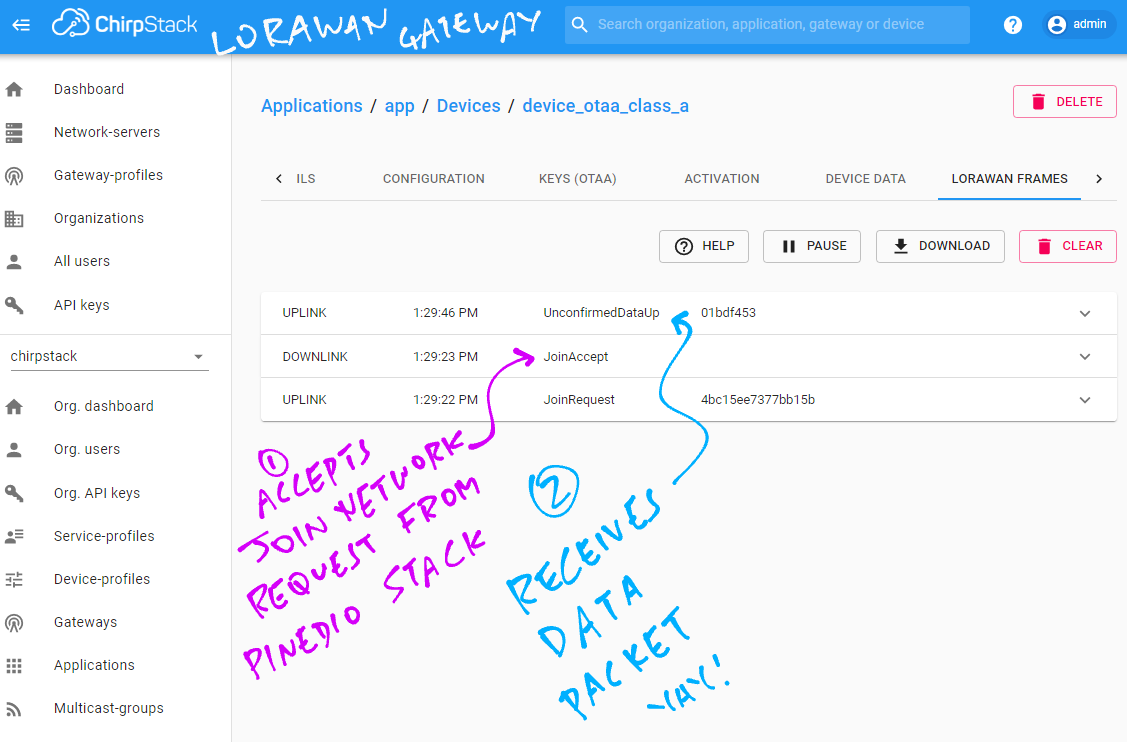 ChirpStack
LORAWAN GATEWAY
Search organization, application, gateway or device
? admin
Dashboard
Network-servers
Gateway-profiles
Organizations
All users
API keys
chirpstack
Org. dashboard
Org. users
Org. API keys
Service-profiles
Device-profiles
Gateways
Applications
Multicast-groups
Applications / app / Devices / device_otaa_class_a
DELETE
ILS CONFIGURATION KEYS (OTAA) ACTIVATION DEVICE DATA LORAWAN FRAMES
? HELP PAUSE DOWNLOAD CLEAR
UPLINK 1:29:46 PM UnconfirmedDataUp 01bdf453
DOWNLINK 1:29:23 PM JoinAccept
UPLINK 1:29:22 PM JoinRequest 4bc15ee7377bb15b
1
ACCEPTS
JOIN NETWORK
REQUEST FROM
PINEDIO STACK
2
RECEIVES
DATA
PACKET
YAY!